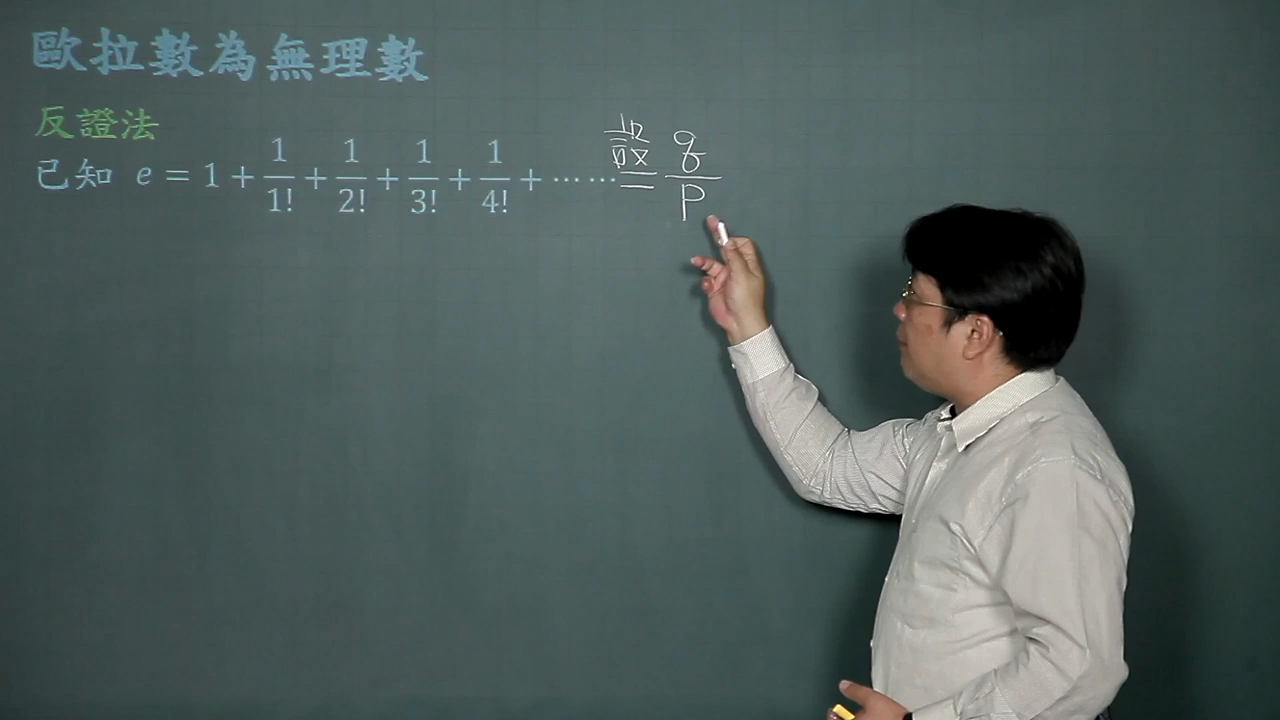 歐拉數為無理數
反證法
已知 e = 1 + 1/1! + 1/2! + 1/3! + 1/4! + ⋯⋯ 設= q/p